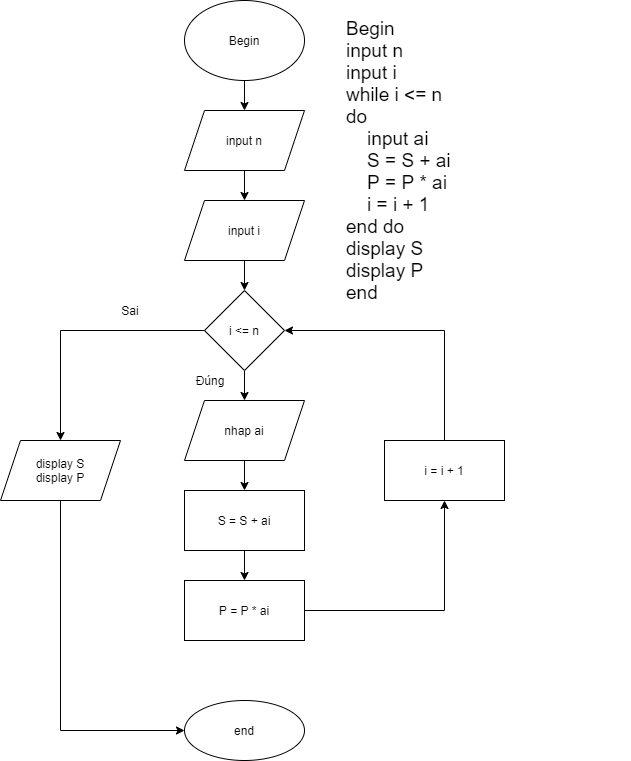 Begin
input n
input i
i <= n
Sai
Đúng
nhap ai
S = S + ai
P = P * ai
i = i + 1
display S
display P
end
Begin
input n
input i
while i <= n
do
input ai
S = S + ai
P = P * ai
i = i + 1
end do
display S
display P
end